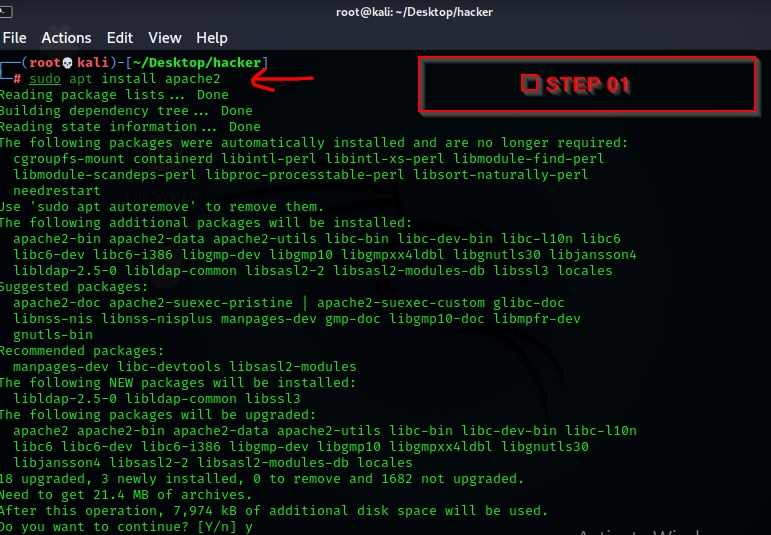 root@kali: ~/Desktop/hacker
File Actions Edit View Help
(root💀kali)-[~/Desktop/hacker]
# sudo apt install apache2
STEP 01
Reading package lists... Done
Building dependency tree... Done
Reading state information... Done
The following packages were automatically installed and are no longer required:
cgroupfs-mount containerd libintl-perl libintl-xs-perl libmodule-find-perl
libmodule-scandeps-perl libproc-processtable-perl libsort-naturally-perl
needrestart
Use 'sudo apt autoremove' to remove them.
The following additional packages will be installed:
apache2-bin apache2-data apache2-utils libc-bin libc-dev-bin libc-l10n libc6
libc6-dev libc6-i386 libgmp-dev libgmp10 libgmpxx4ldbl libgnutls30 libjansson4
libldap-2.5-0 libldap-common libsasl2-2 libsasl2-modules-db libssl3 locales
Suggested packages:
apache2-doc apache2-suexec-pristine | apache2-suexec-custom glibc-doc
libnss-nis libnss-nisplus manpages-dev gmp-doc libgmp10-doc libmpfr-dev
gnutls-bin
Recommended packages:
manpages-dev libc-devtools libsasl2-modules
The following NEW packages will be installed:
libldap-2.5-0 libldap-common libssl3
The following packages will be upgraded:
apache2 apache2-bin apache2-data apache2-utils libc-bin libc-dev-bin libc-l10n
libc6 libc6-dev libc6-i386 libgmp-dev libgmp10 libgmpxx4ldbl libgnutls30
libjansson4 libsasl2-2 libsasl2-modules-db locales
18 upgraded, 3 newly installed, 0 to remove and 1682 not upgraded.
Need to get 21.4 MB of archives.
After this operation, 7,974 kB of additional disk space will be used.
Do you want to continue? [Y/n] y